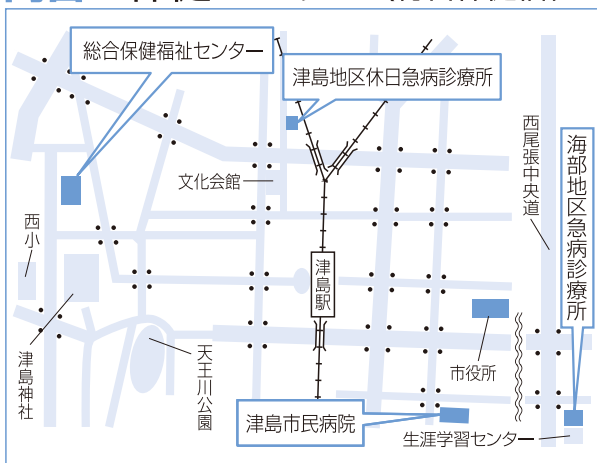 総合保健福祉センター
津島地区休日急病診療所
西尾張中央道
海部地区急病診療所
文化会館
西小
津島駅
津島神社
天王川公園
市役所
津島市民病院
生涯学習センター